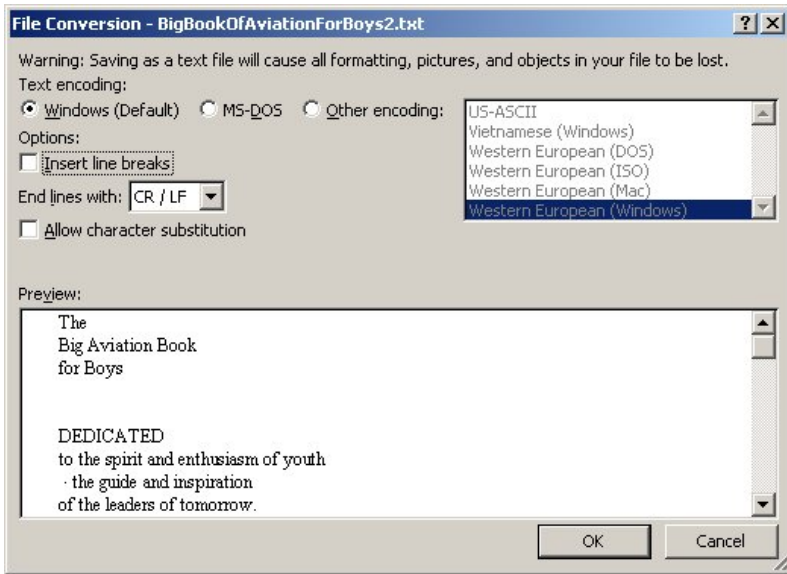 File Conversion - BigBookOfAviationForBoys2.txt
Warning: Saving as a text file will cause all formatting, pictures, and objects in your file to be lost.
Text encoding:
Windows (Default) MS-DOS Other encoding:
US-ASCII
Vietnamese (Windows)
Western European (DOS)
Western European (ISO)
Western European (Mac)
Western European (Windows)
Options:
Insert line breaks
End lines with: CR / LF
Allow character substitution
Preview:
The
Big Aviation Book
for Boys
DEDICATED
to the spirit and enthusiasm of youth
· the guide and inspiration
of the leaders of tomorrow.
OK Cancel